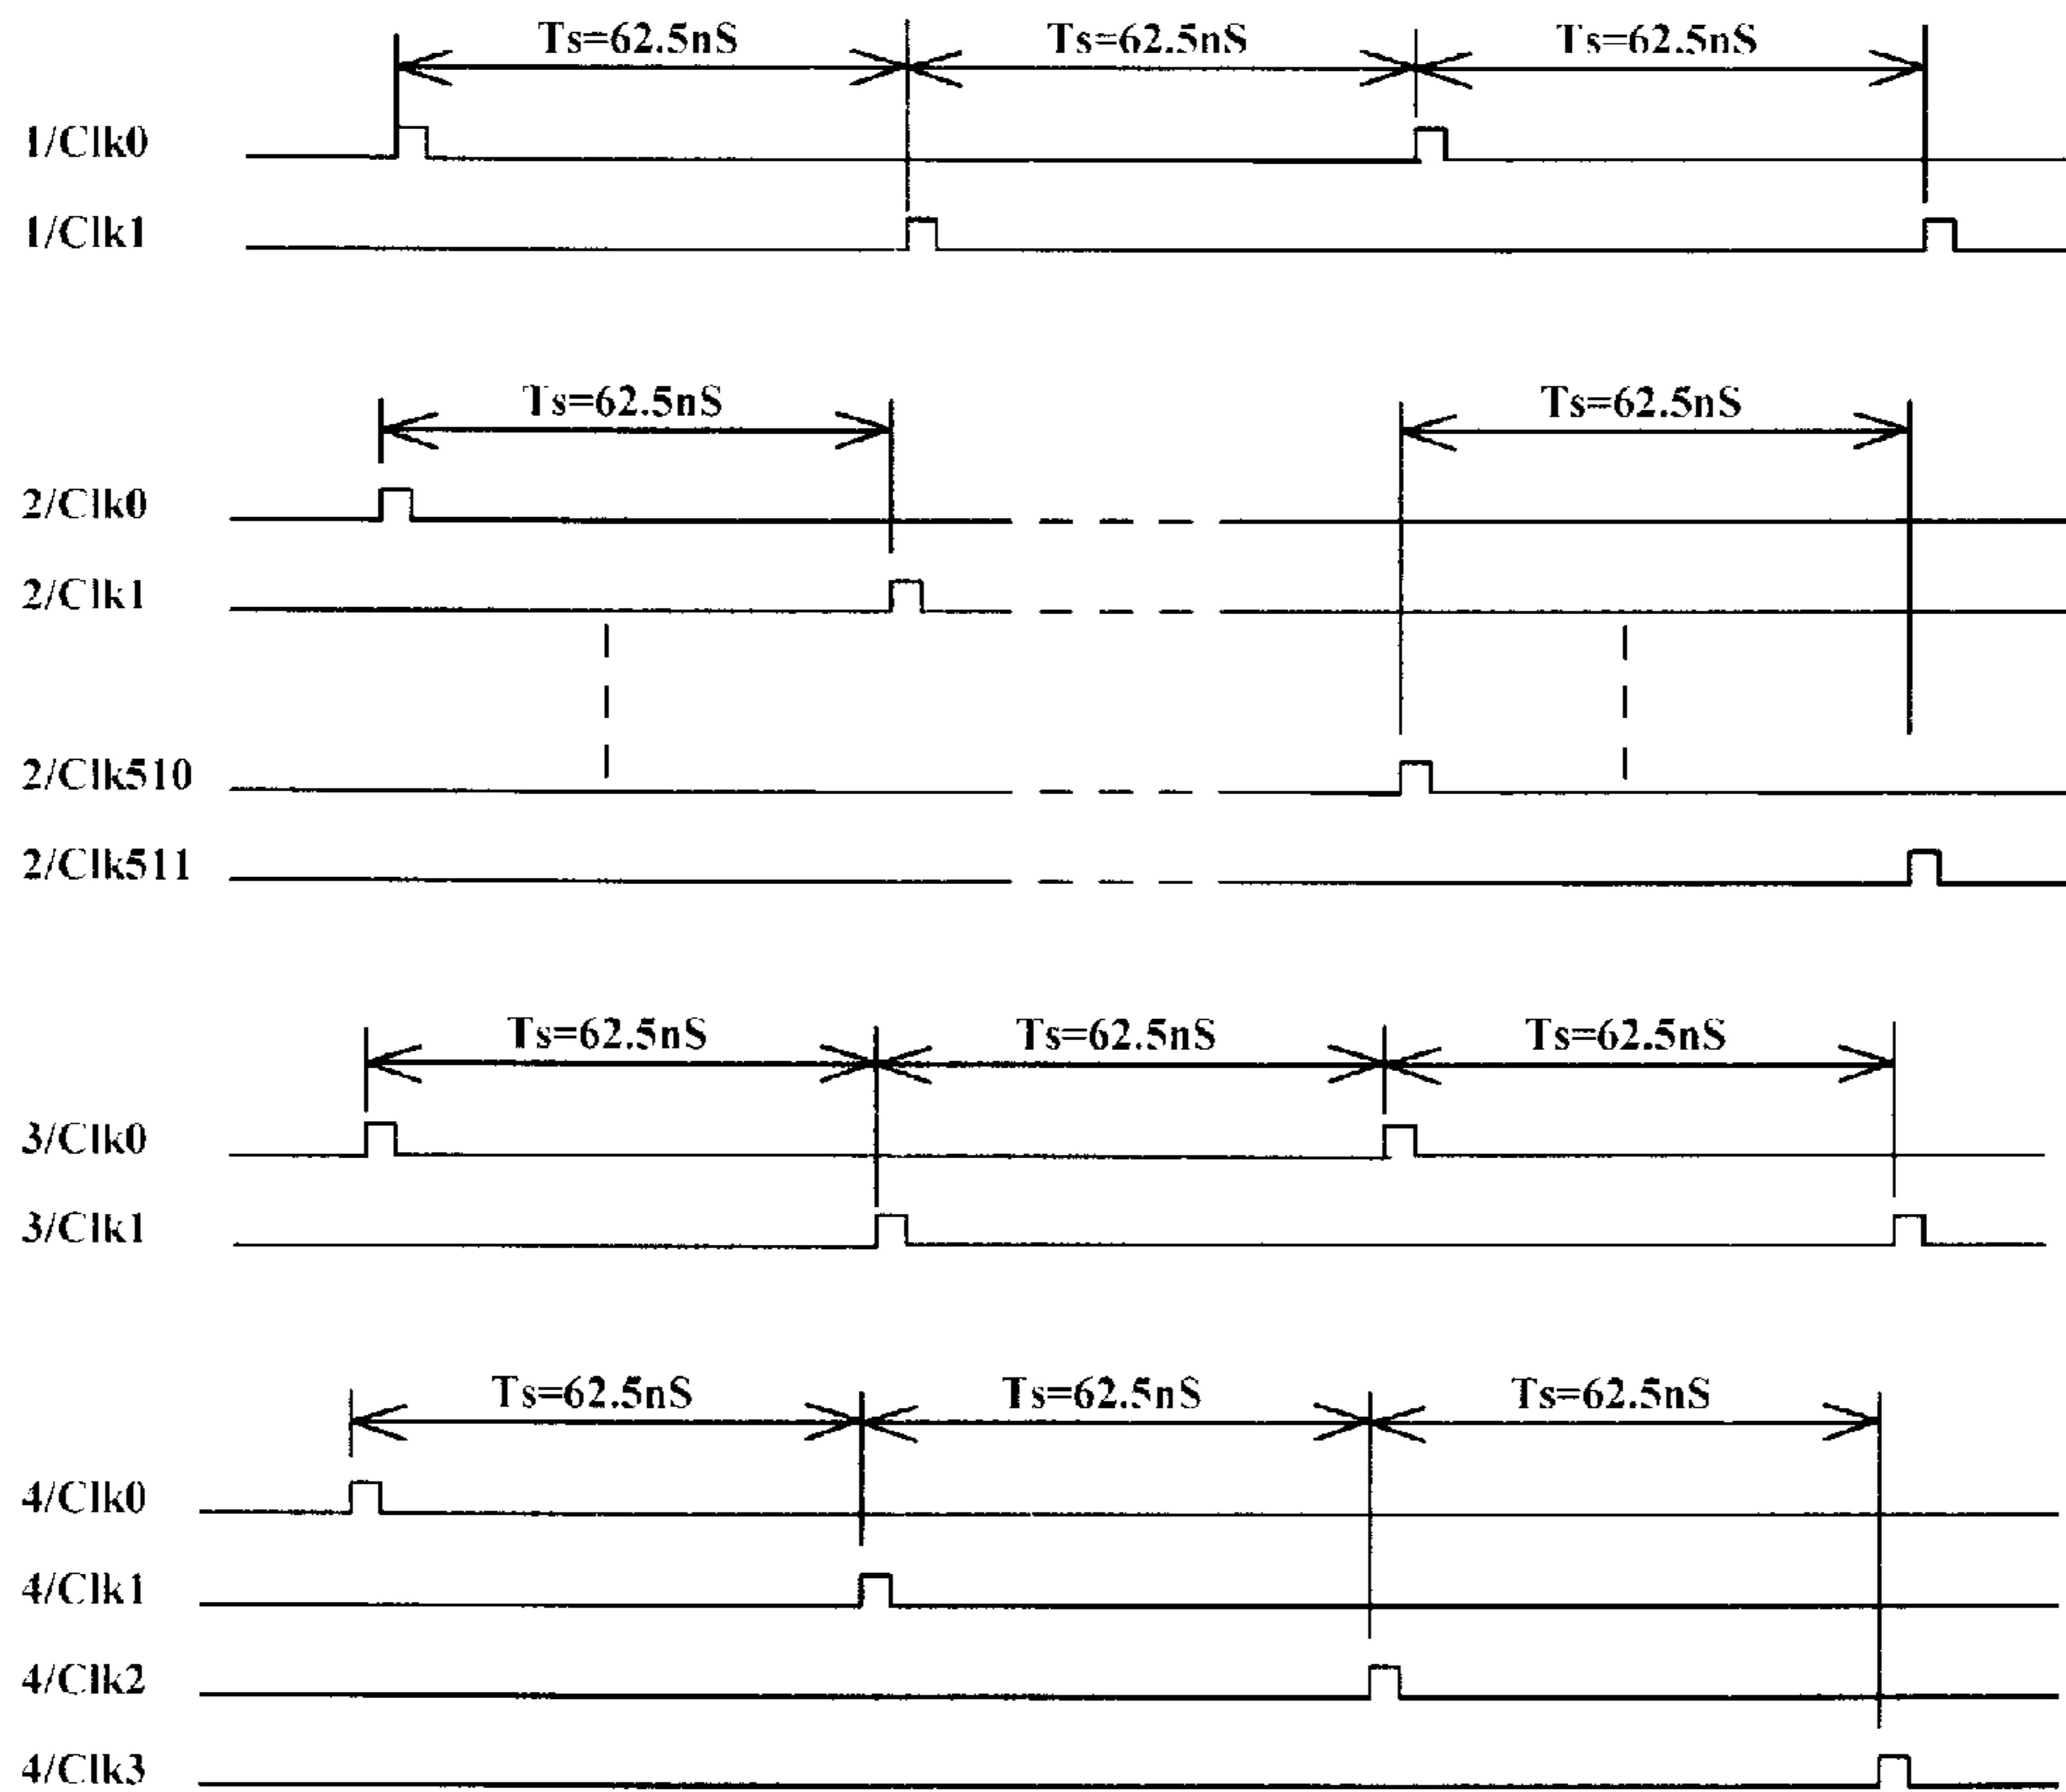 Ts=62.5nS Ts=62.5nS Ts=62.5nS
1/Clk0
1/Clk1
Ts=62.5nS Ts=62.5nS
2/Clk0
2/Clk1
2/Clk510
2/Clk511
Ts=62.5nS Ts=62.5nS Ts=62.5nS
3/Clk0
3/Clk1
Ts=62.5nS Ts=62.5nS Ts=62.5nS
4/Clk0
4/Clk1
4/Clk2
4/Clk3